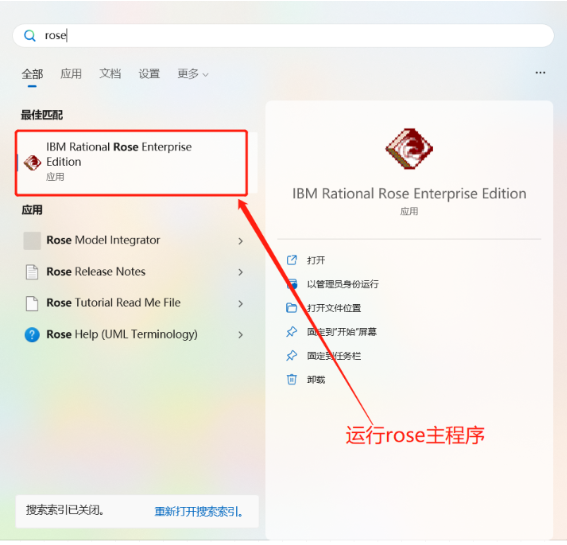 rose
全部 应用 文档 设置 更多
最佳匹配
IBM Rational Rose Enterprise
Edition
应用
应用
Rose Model Integrator
Rose Release Notes
Rose Tutorial Read Me File
Rose Help (UML Terminology)
搜索索引已关闭。 重新打开搜索索引。
IBM Rational Rose Enterprise Edition
应用
打开
以管理员身份运行
打开文件位置
固定到"开始"屏幕
固定到任务栏
卸载
运行rose主程序